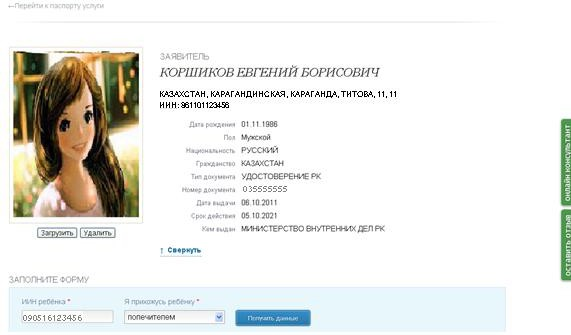 ←Перейти к паспорту услуги
ЗАЯВИТЕЛЬ
КОРШИКОВ ЕВГЕНИЙ БОРИСОВИЧ
КАЗАХСТАН, КАРАГАНДИНСКАЯ, КАРАГАНДА, ТИТОВА, 11, 11
ИИН: 861101123456
Дата рождения 01.11.1986
Пол Мужской
Национальность РУССКИЙ
Гражданство КАЗАХСТАН
Тип документа УДОСТОВЕРЕНИЕ РК
Номер документа 035555555
Дата выдачи 06.10.2011
Срок действия 05.10.2021
Кем выдан МИНИСТЕРСТВО ВНУТРЕННИХ ДЕЛ РК
Загрузить Удалить
↑ Свернуть
ЗАПОЛНИТЕ ФОРМУ
ИИН ребёнка * Я прихожусь ребёнку *
090516123456 попечителем Получить данные
онлайн консультант
оставить отзыв